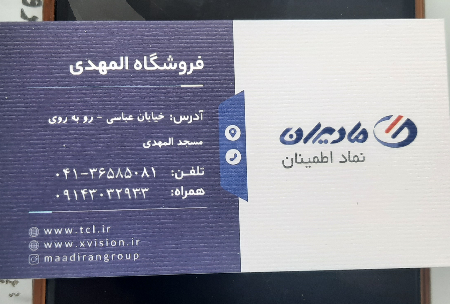 فروشگاه المهدی
آدرس: خیابان عباسی - رو به روی
مسجد المهدی
تلفن: ۰۴۱-۳۶۵۸۵۰۸۱
همراه: ۰۹۱۴۳۰۳۲۹۳۳
www.tcl.ir
www.xvision.ir
maadirangroup
مادیران
نماد اطمینان